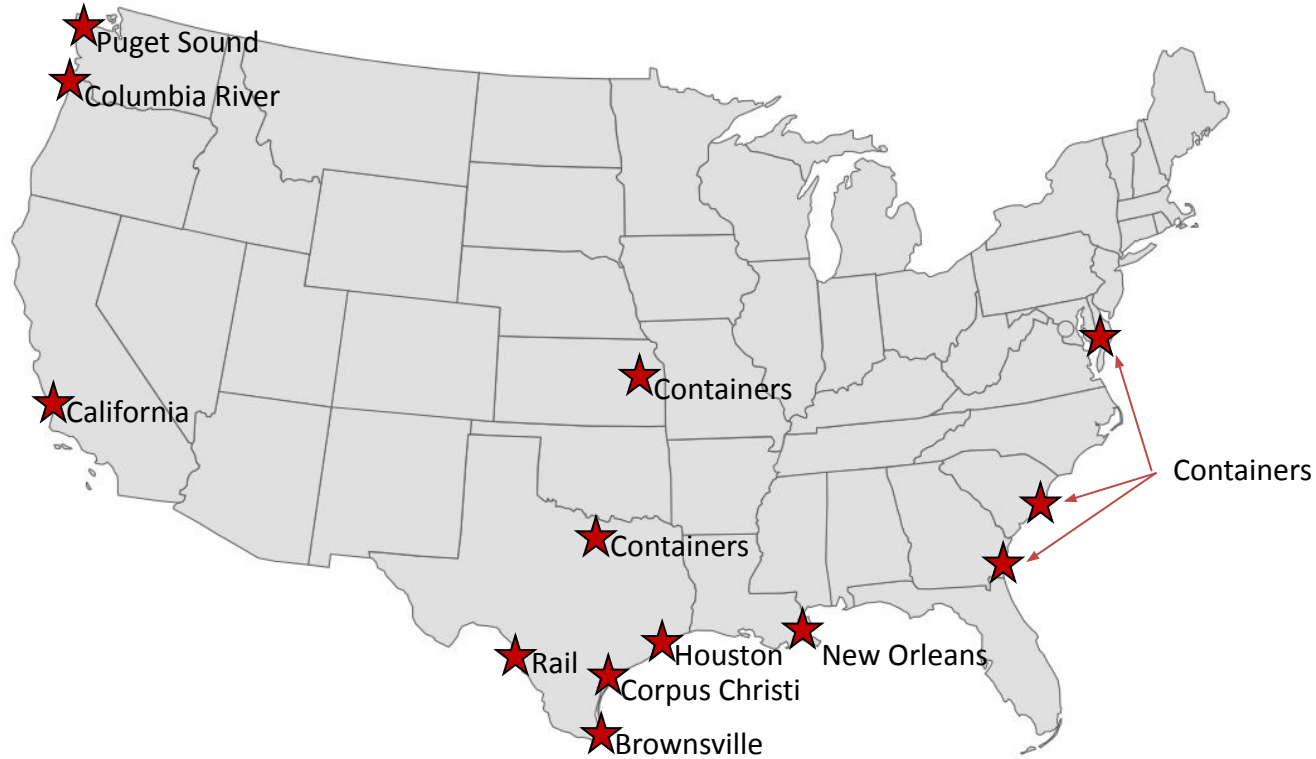 Puget Sound
Columbia River
Containers
California
Containers
Containers
Rail
Houston
New Orleans
Corpus Christi
Brownsville